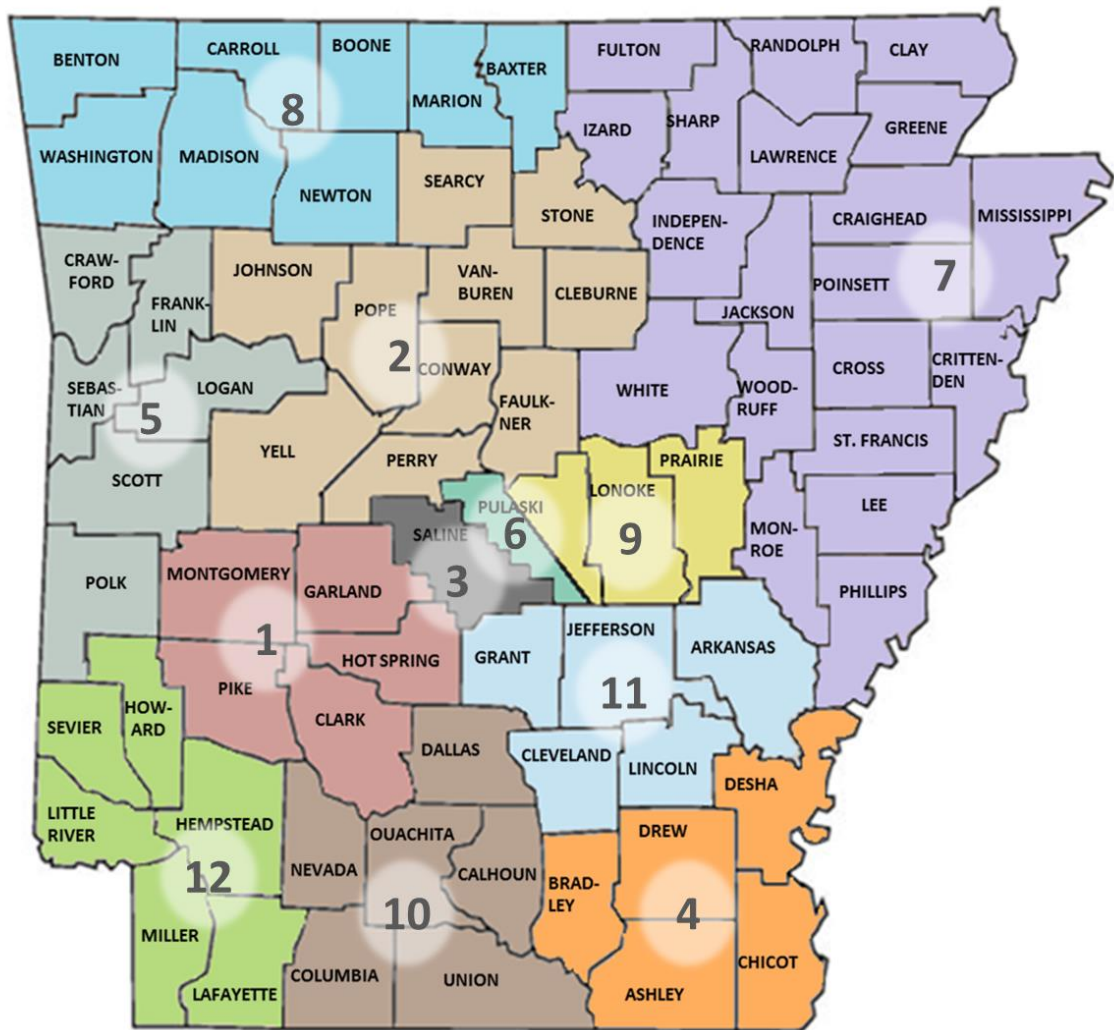 BENTON
CARROLL
BOONE
MARION
BAXTER
FULTON
RANDOLPH
CLAY
8
IZARD
SHARP
GREENE
WASHINGTON
MADISON
LAWRENCE
NEWTON
SEARCY
STONE
INDEPEN-
DENCE
CRAIGHEAD
MISSISSIPPI
CRAW-
FORD
JOHNSON
VAN-
BUREN
CLEBURNE
POINSETT
7
FRANK-
LIN
POPE
JACKSON
2
CONWAY
CROSS
CRITTEN-
DEN
SEBAS-
TIAN
LOGAN
5
WHITE
WOOD-
RUFF
FAULK-
NER
ST. FRANCIS
YELL
PERRY
PRAIRIE
SCOTT
LONOKE
PULASKI
LEE
SALINE
6
9
MON-
ROE
POLK
MONTGOMERY
GARLAND
3
PHILLIPS
1
JEFFERSON
GRANT
ARKANSAS
HOT SPRING
PIKE
11
HOW-
ARD
SEVIER
CLARK
DALLAS
CLEVELAND
LINCOLN
DESHA
LITTLE
RIVER
HEMPSTEAD
OUACHITA
DREW
12
NEVADA
CALHOUN
BRAD-
LEY
10
4
MILLER
COLUMBIA
UNION
CHICOT
LAFAYETTE
ASHLEY